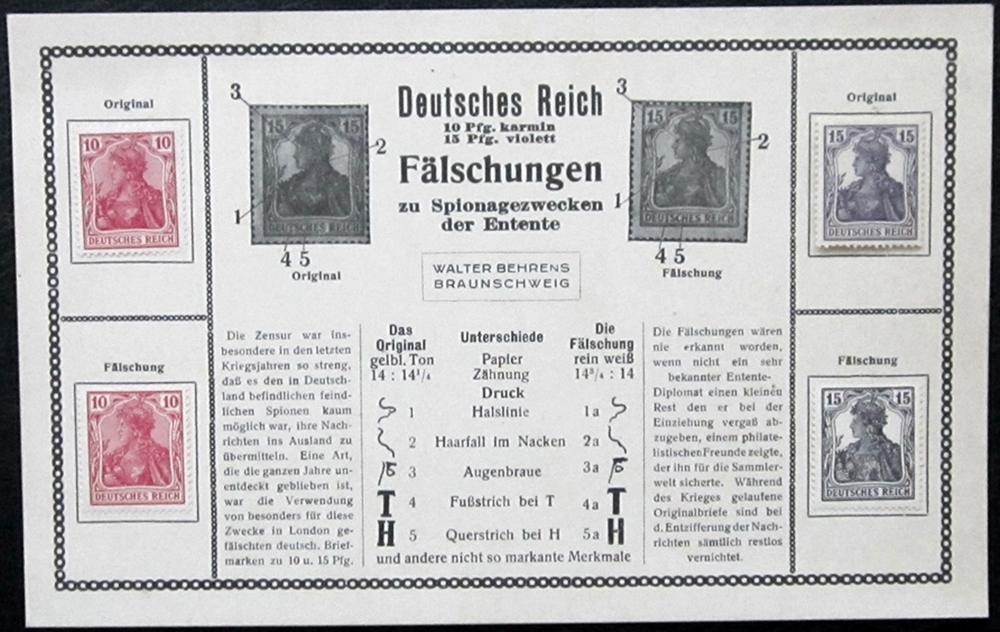 Deutsches Reich
10 Pfg. karmin
15 Pfg. violett
Fälschungen
zu Spionagezwecken
der Entente
WALTER BEHRENS
BRAUNSCHWEIG
Original
10 10
DEUTSCHES REICH
Fälschung
10 10
DEUTSCHES REICH
3
15 15
2
1
DEUTSCHES REICH
4 5
Original
3
15 15
2
1
DEUTSCHES REICH
4 5
Fälschung
Original
15 15
DEUTSCHES REICH
Fälschung
15 15
DEUTSCHES REICH
Die Zensur war ins-
besondere in den letzten
Kriegsjahren so streng,
daß es den in Deutsch-
land befindlichen feind-
lichen Spionen kaum
möglich war, ihre Nach-
richten ins Ausland zu
übermitteln. Eine Art,
die die ganzen Jahre un-
entdeckt geblieben ist,
war die Verwendung
von besonders für diese
Zwecke in London ge-
fälschten deutsch. Brief-
marken zu 10 u. 15 Pfg.
Das Original Unterschiede Die Fälschung
gelbl. Ton Papier rein weiß
14 : 14¹/₄ Zähnung 14³/₄ : 14
Druck
1 Halslinie 1a
2 Haarfall im Nacken 2a
3 Augenbraue 3a
T 4 Fußstrich bei T 4a T
H 5 Querstrich bei H 5a H
und andere nicht so markante Merkmale
Die Fälschungen wären
nie erkannt worden,
wenn nicht ein sehr
bekannter Entente-
Diplomat einen kleinen
Rest den er bei der
Einziehung vergaß ab-
zugeben, einem philate-
listischen Freunde zeigte,
der ihn für die Sammler-
welt sicherte. Während
des Krieges gelaufene
Originalbriefe sind bei
d. Entzifferung der Nach-
richten sämtlich restlos
vernichtet.